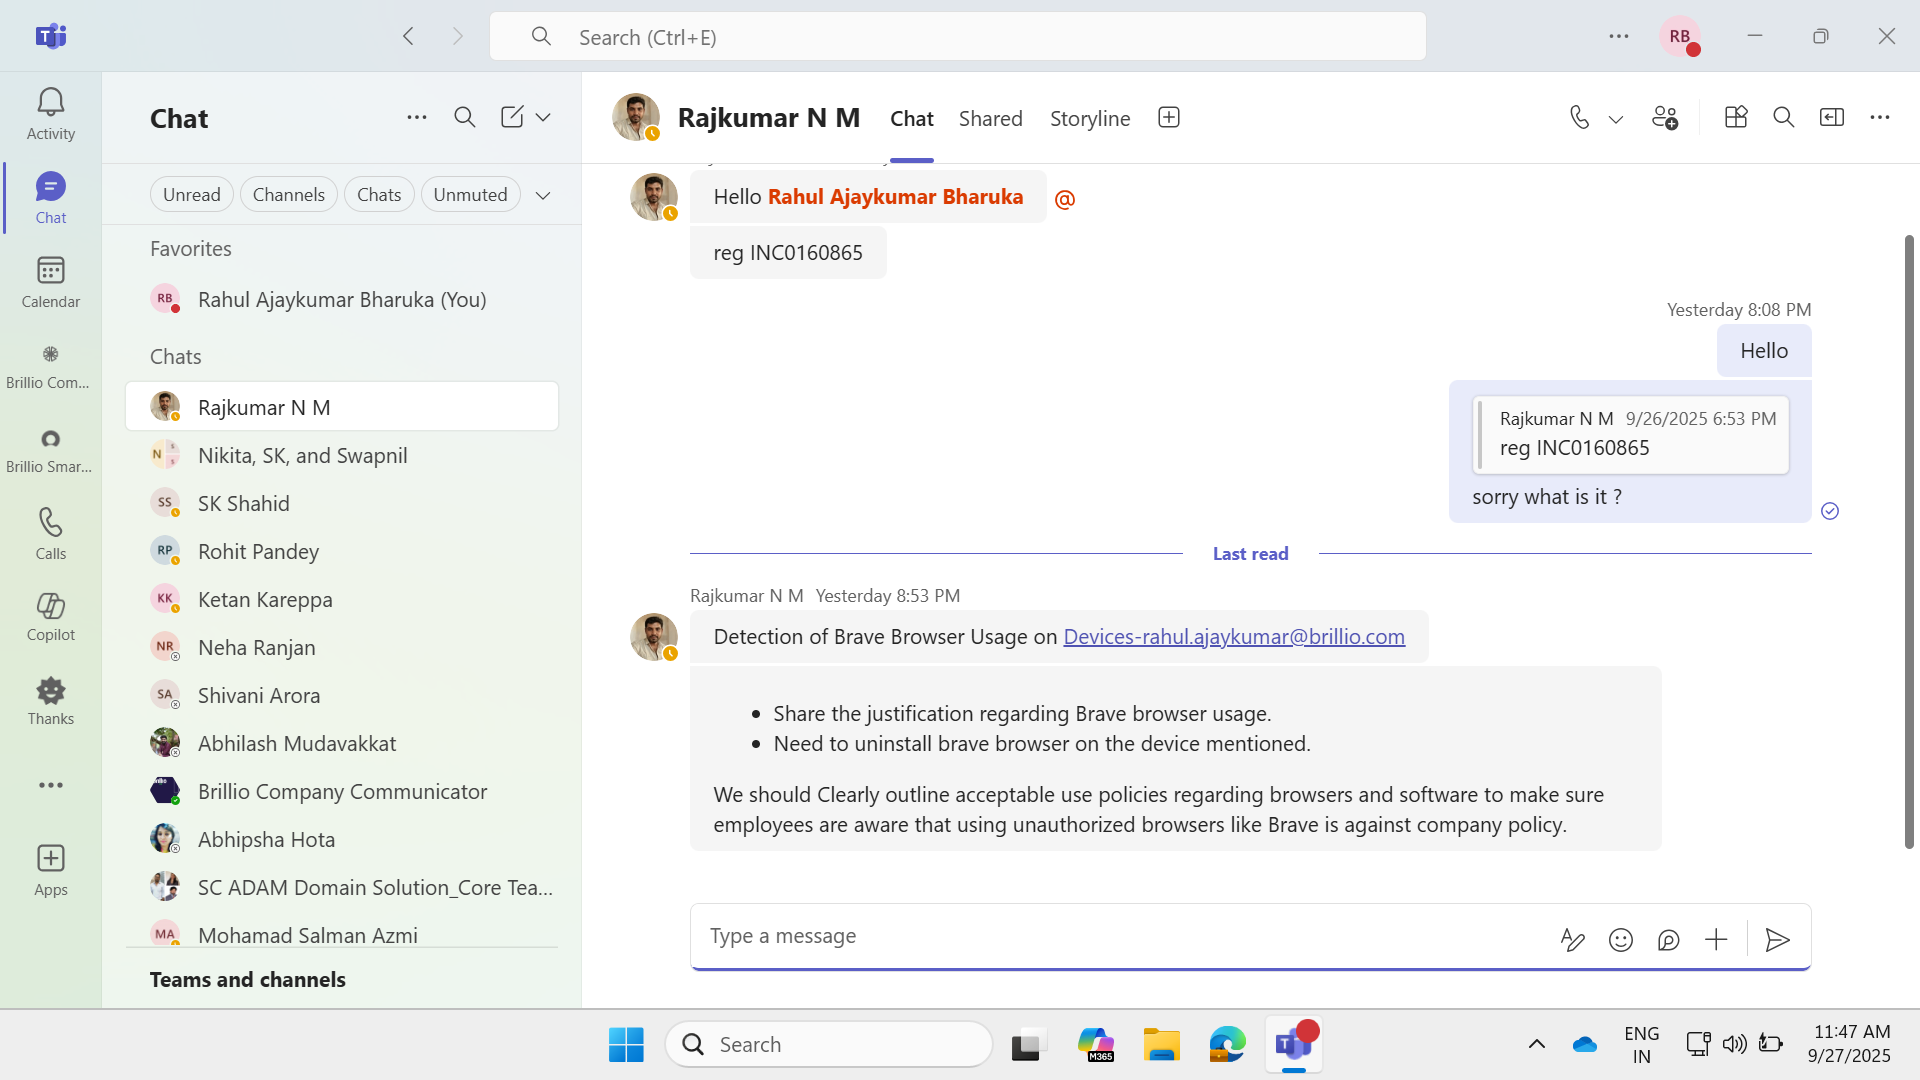 Search (Ctrl+E)
RB
Activity
Chat
Calendar
Brillio Com...
Brillio Smar...
Calls
Copilot
Thanks
Apps
Chat
Unread
Channels
Chats
Unmuted
Favorites
RB
Rahul Ajaykumar Bharuka (You)
Chats
Rajkumar N M
N
Nikita, SK, and Swapnil
SS
SK Shahid
RP
Rohit Pandey
KK
Ketan Kareppa
NR
Neha Ranjan
SA
Shivani Arora
Abhilash Mudavakkat
Brillio Company Communicator
Abhipsha Hota
SC ADAM Domain Solution_Core Tea...
MA
Mohamad Salman Azmi
Teams and channels
Rajkumar N M
Chat
Shared
Storyline
Hello Rahul Ajaykumar Bharuka
@
reg INC0160865
Yesterday 8:08 PM
Hello
Rajkumar N M 9/26/2025 6:53 PM
reg INC0160865
sorry what is it ?
Last read
Rajkumar N M Yesterday 8:53 PM
Detection of Brave Browser Usage on Devices-rahul.ajaykumar@brillio.com
• Share the justification regarding Brave browser usage.
• Need to uninstall brave browser on the device mentioned.
We should Clearly outline acceptable use policies regarding browsers and software to make sure
employees are aware that using unauthorized browsers like Brave is against company policy.
Type a message
Search
M365
ENG
IN
11:47 AM
9/27/2025